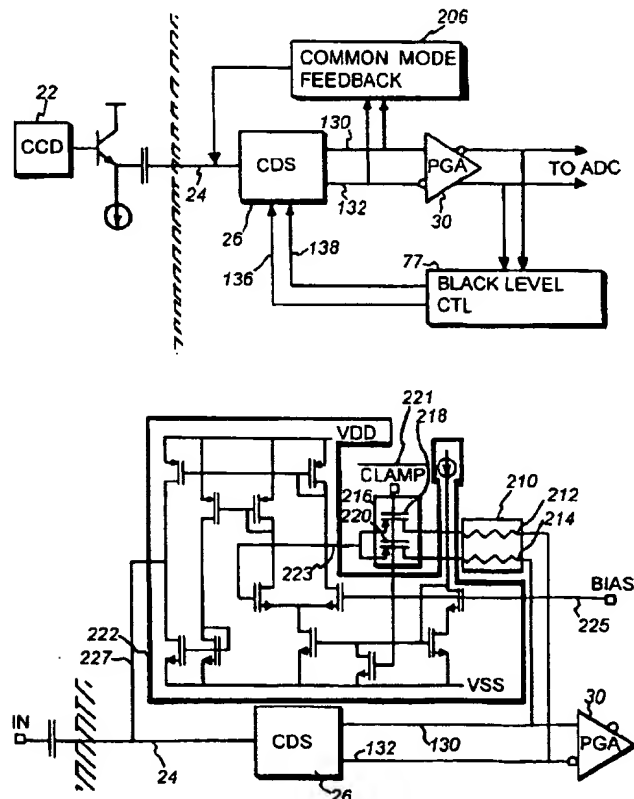 206
COMMON MODE
FEEDBACK
22
CCD
130
CDS
PGA
TO ADC
24
132
30
26
138
136
77
BLACK LEVEL
CTL
221
218
VDD
CLAMP
216
220
210
212
214
223
BIAS
225
222
227
VSS
IN
30
CDS
130
PGA
24
132
26